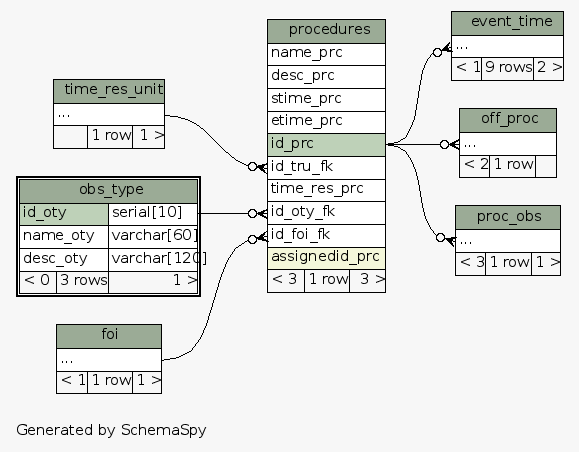 time_res_unit
...
1 row 1 >
obs_type
id_oty serial[10]
name_oty varchar[60]
desc_oty varchar[120]
< 0 3 rows 1 >
foi
...
< 1 1 row 1 >
procedures
name_prc
desc_prc
stime_prc
etime_prc
id_prc
id_tru_fk
time_res_prc
id_oty_fk
id_foi_fk
assignedid_prc
< 3 1 row 3 >
event_time
...
< 1 9 rows 2 >
off_proc
...
< 2 1 row
proc_obs
...
< 3 1 row 1 >
Generated by SchemaSpy